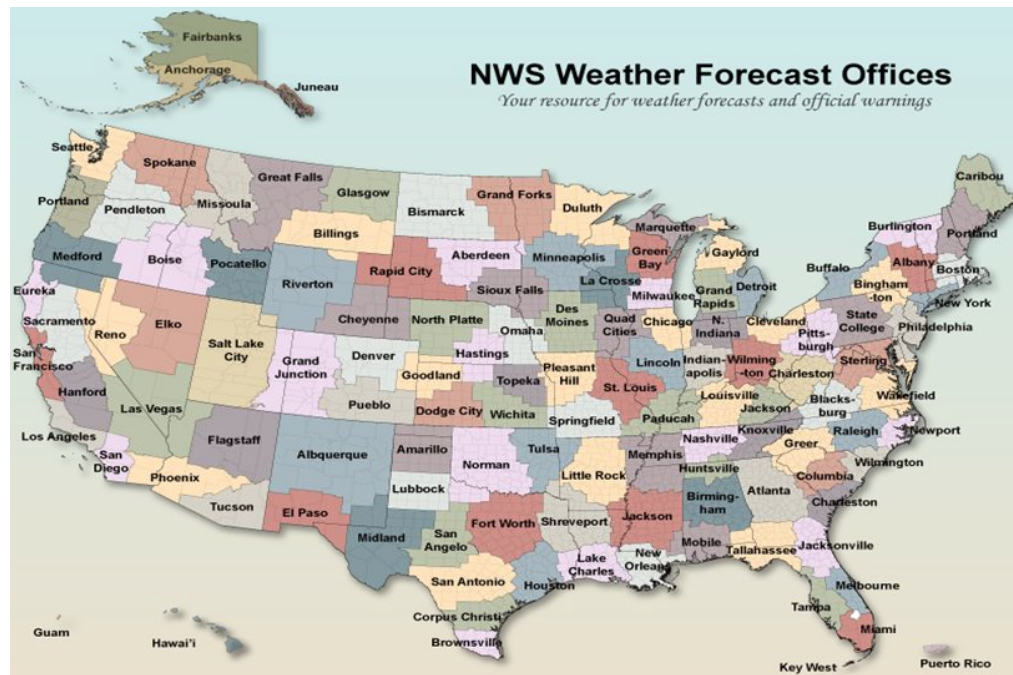 Fairbanks
Anchorage
Juneau
NWS Weather Forecast Offices
Your resource for weather forecasts and official warnings
Seattle
Spokane
Great Falls
Glasgow
Bismarck
Grand Forks
Duluth
Marquette
Caribou
Portland
Pendleton
Missoula
Billings
Burlington
Portland
Medford
Boise
Pocatello
Riverton
Rapid City
Aberdeen
Minneapolis
Green
Bay
Gaylord
Buffalo
Albany
Boston
Eureka
Sioux Falls
La Crosse
Milwaukee
Grand
Rapids
Detroit
Bingham
-ton
New York
Sacramento
Reno
Elko
Salt Lake
City
Cheyenne
North Platte
Omaha
Des
Moines
Quad
Cities
Chicago
N.
Indiana
Cleveland
Pitts-
burgh
State
College
Philadelphia
San
Francisco
Hanford
Las Vegas
Grand
Junction
Denver
Goodland
Hastings
Topeka
Pleasant
Hill
Lincoln
Indian-
apolis
Wilming
-ton
Charleston
Sterling
Pueblo
Dodge City
Wichita
Springfield
St. Louis
Paducah
Louisville
Jackson
Blacks-
burg
Wakefield
Los Angeles
San
Diego
Phoenix
Flagstaff
Albquerque
Amarillo
Norman
Tulsa
Little Rock
Memphis
Nashville
Knoxville
Greer
Raleigh
Newport
Tucson
El Paso
Lubbock
Huntsville
Birming-
ham
Atlanta
Columbia
Wilmington
Charleston
Midland
San
Angelo
Fort Worth
Shreveport
Jackson
Mobile
Tallahassee
Jacksonville
San Antonio
Houston
Lake
Charles
New
Orleans
Melbourne
Tampa
Miami
Corpus Christi
Brownsville
Key West
Guam
Hawai'i
Puerto Rico